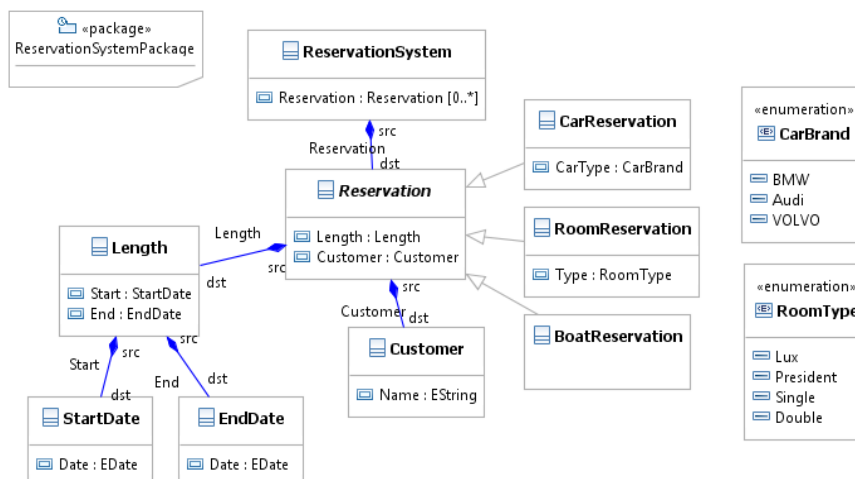 «package»
ReservationSystemPackage
ReservationSystem
Reservation : Reservation [0..*]
src
Reservation
dst
Reservation
Length : Length
Customer : Customer
CarReservation
CarType : CarBrand
RoomReservation
Type : RoomType
BoatReservation
«enumeration»
CarBrand
BMW
Audi
VOLVO
«enumeration»
RoomType
Lux
President
Single
Double
Length
src
dst
Length
Start : StartDate
End : EndDate
src
Customer
dst
Customer
Name : EString
src
Start
dst
src
End
dst
StartDate
Date : EDate
EndDate
Date : EDate